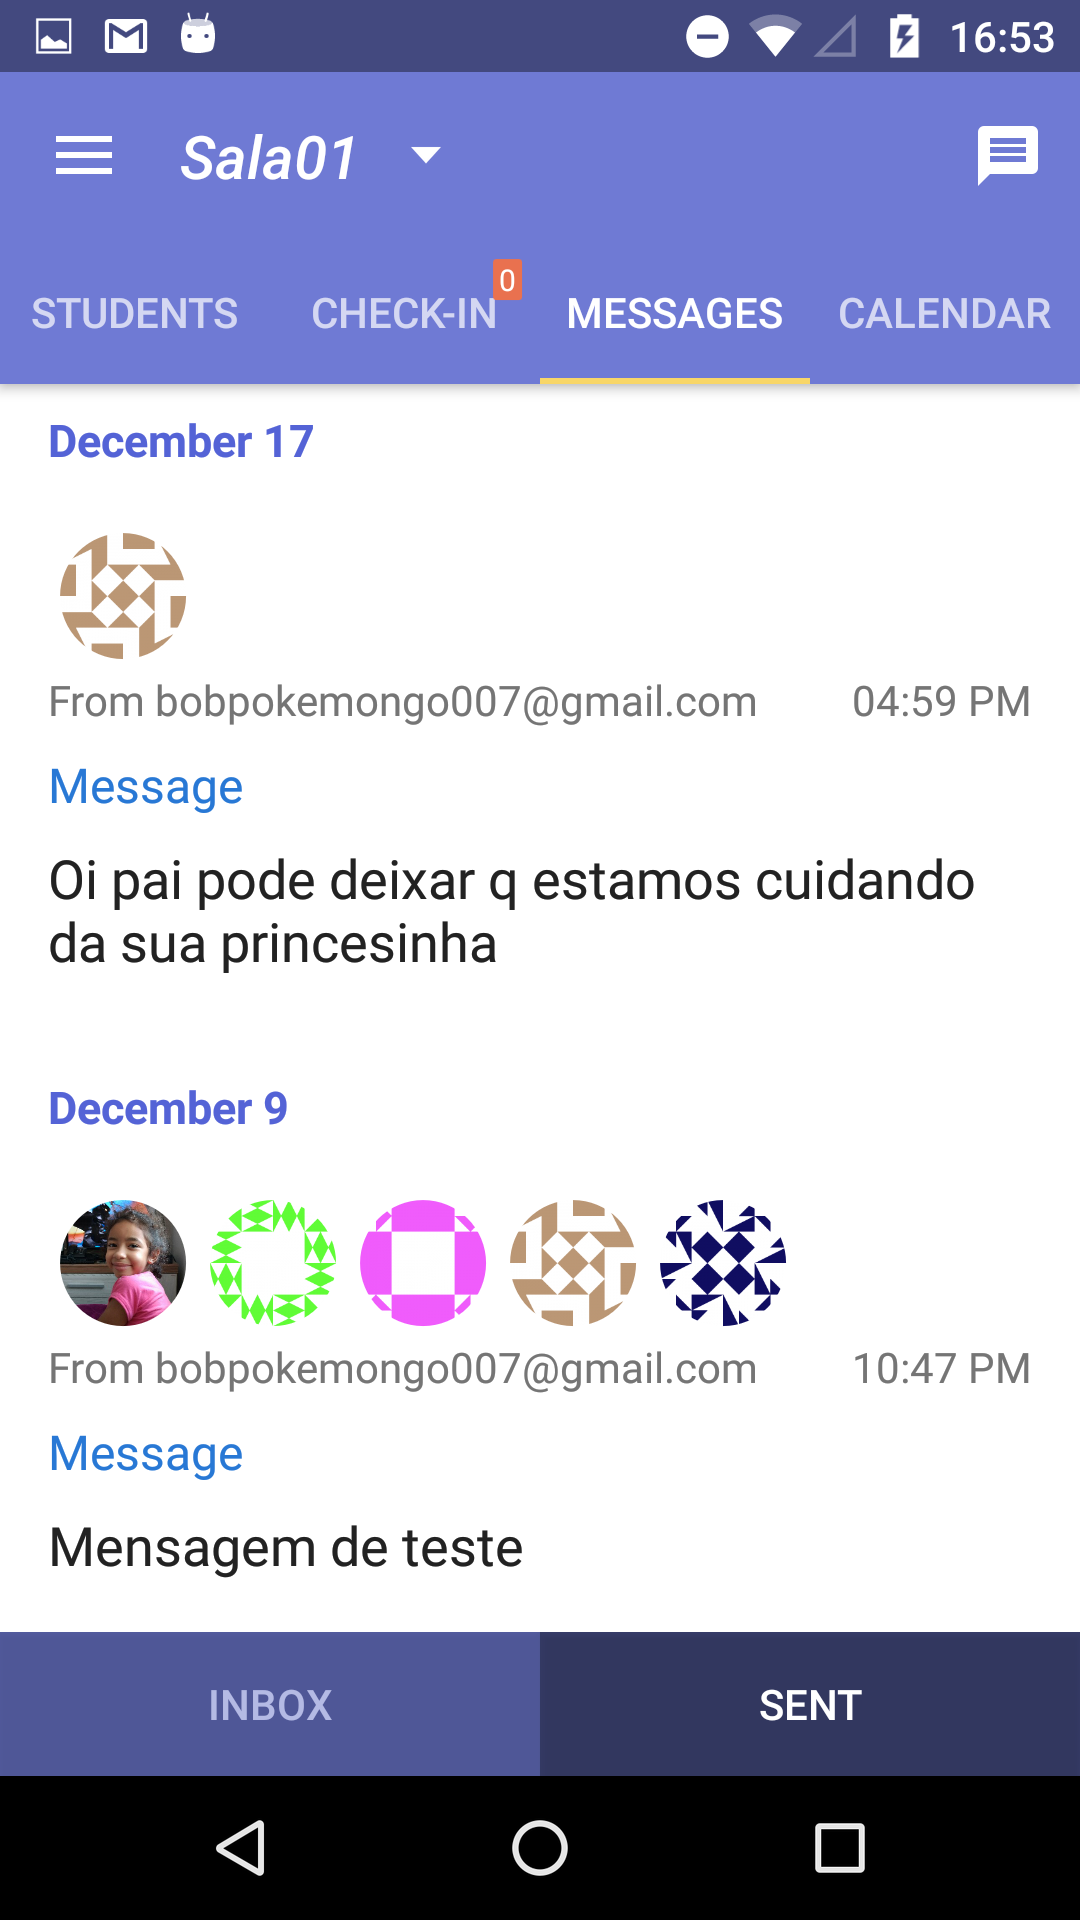 16:53
Sala01
STUDENTS
CHECK-IN
0
MESSAGES
CALENDAR
December 17
From bobpokemongo007@gmail.com 04:59 PM
Message
Oi pai pode deixar q estamos cuidando
da sua princesinha
December 9
From bobpokemongo007@gmail.com 10:47 PM
Message
Mensagem de teste
INBOX
SENT